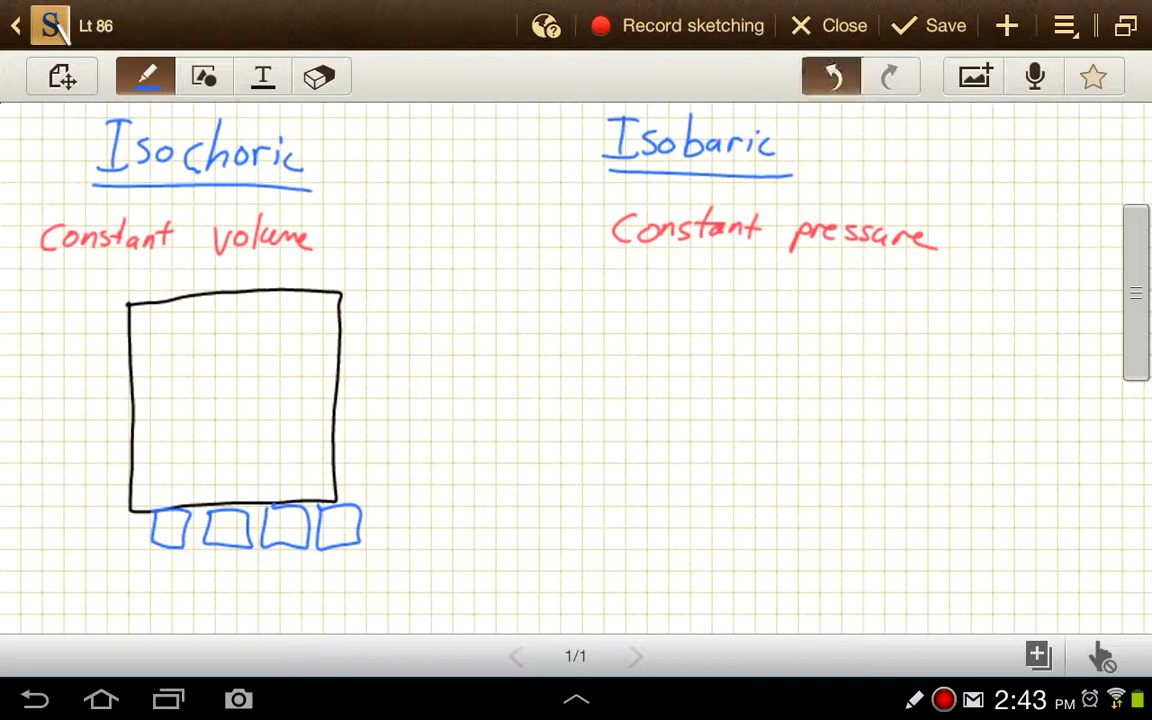 S Lt 86
Record sketching
Close
Save
T
Isochoric
Isobaric
Constant volume
Constant pressure
1/1
2:43 PM